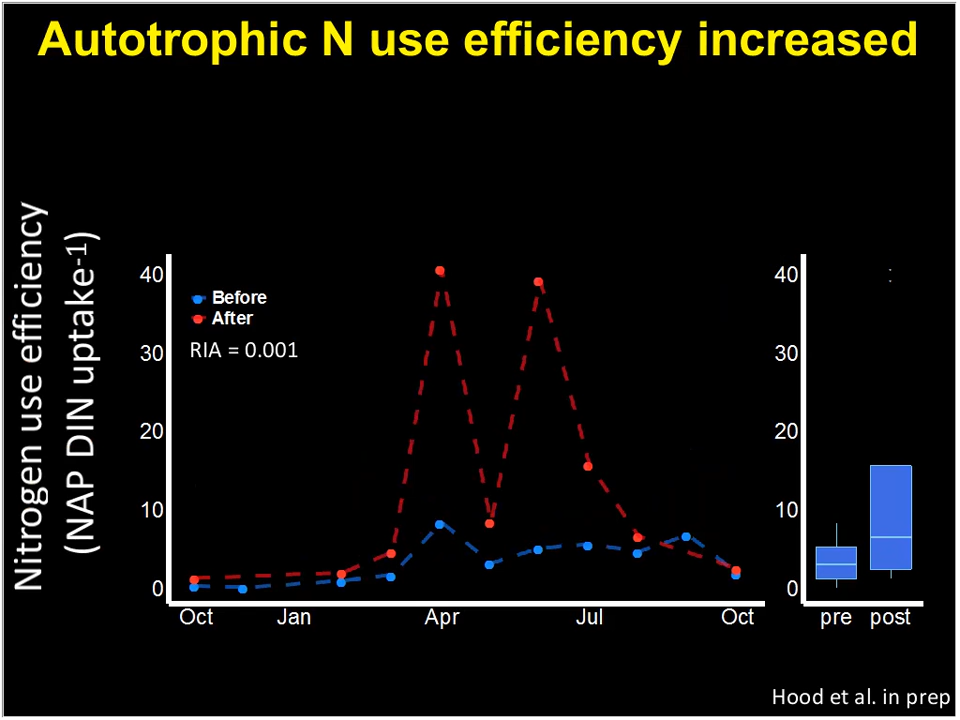 Autotrophic N use efficiency increased
Nitrogen use efficiency
(NAP DIN uptake-1)
40
30
20
10
0
Before
After
RIA = 0.001
Oct
Jan
Apr
Jul
Oct
40
30
20
10
0
pre
post
Hood et al. in prep